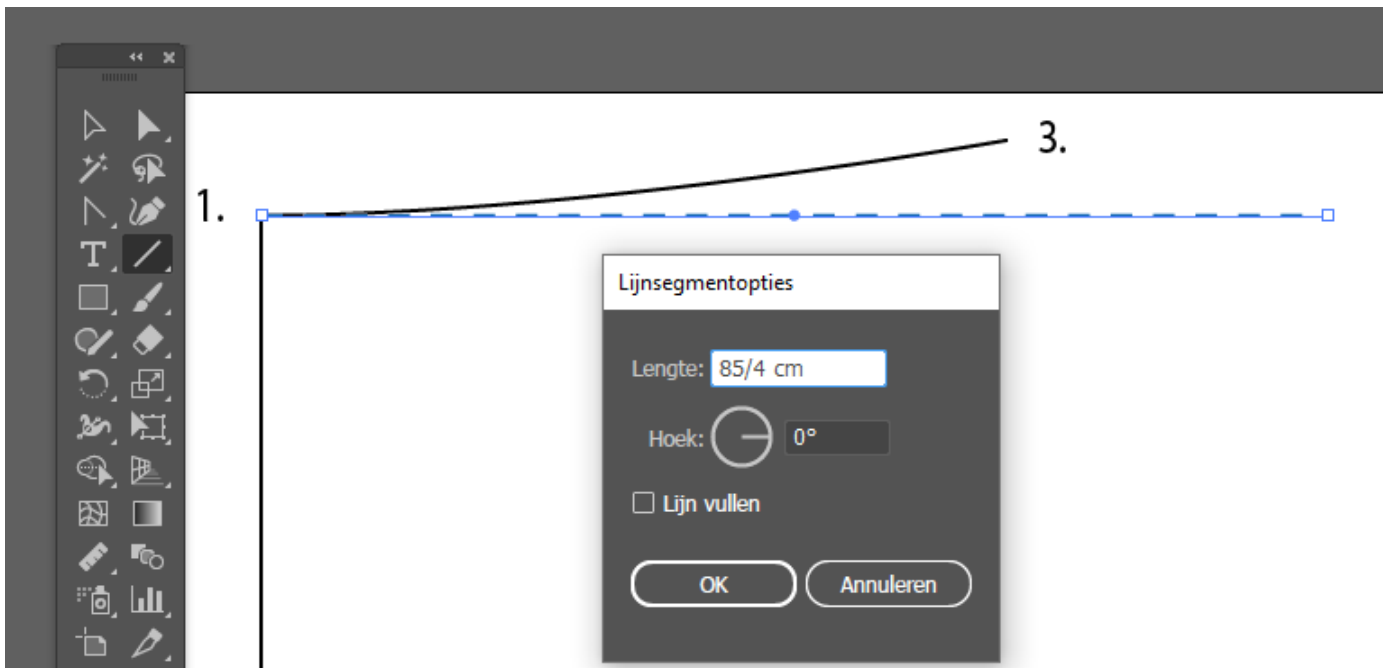 3.
1.
Lijnsegmentopties
Lengte: 85/4 cm
Hoek: 0°
Lijn vullen
OK Annuleren